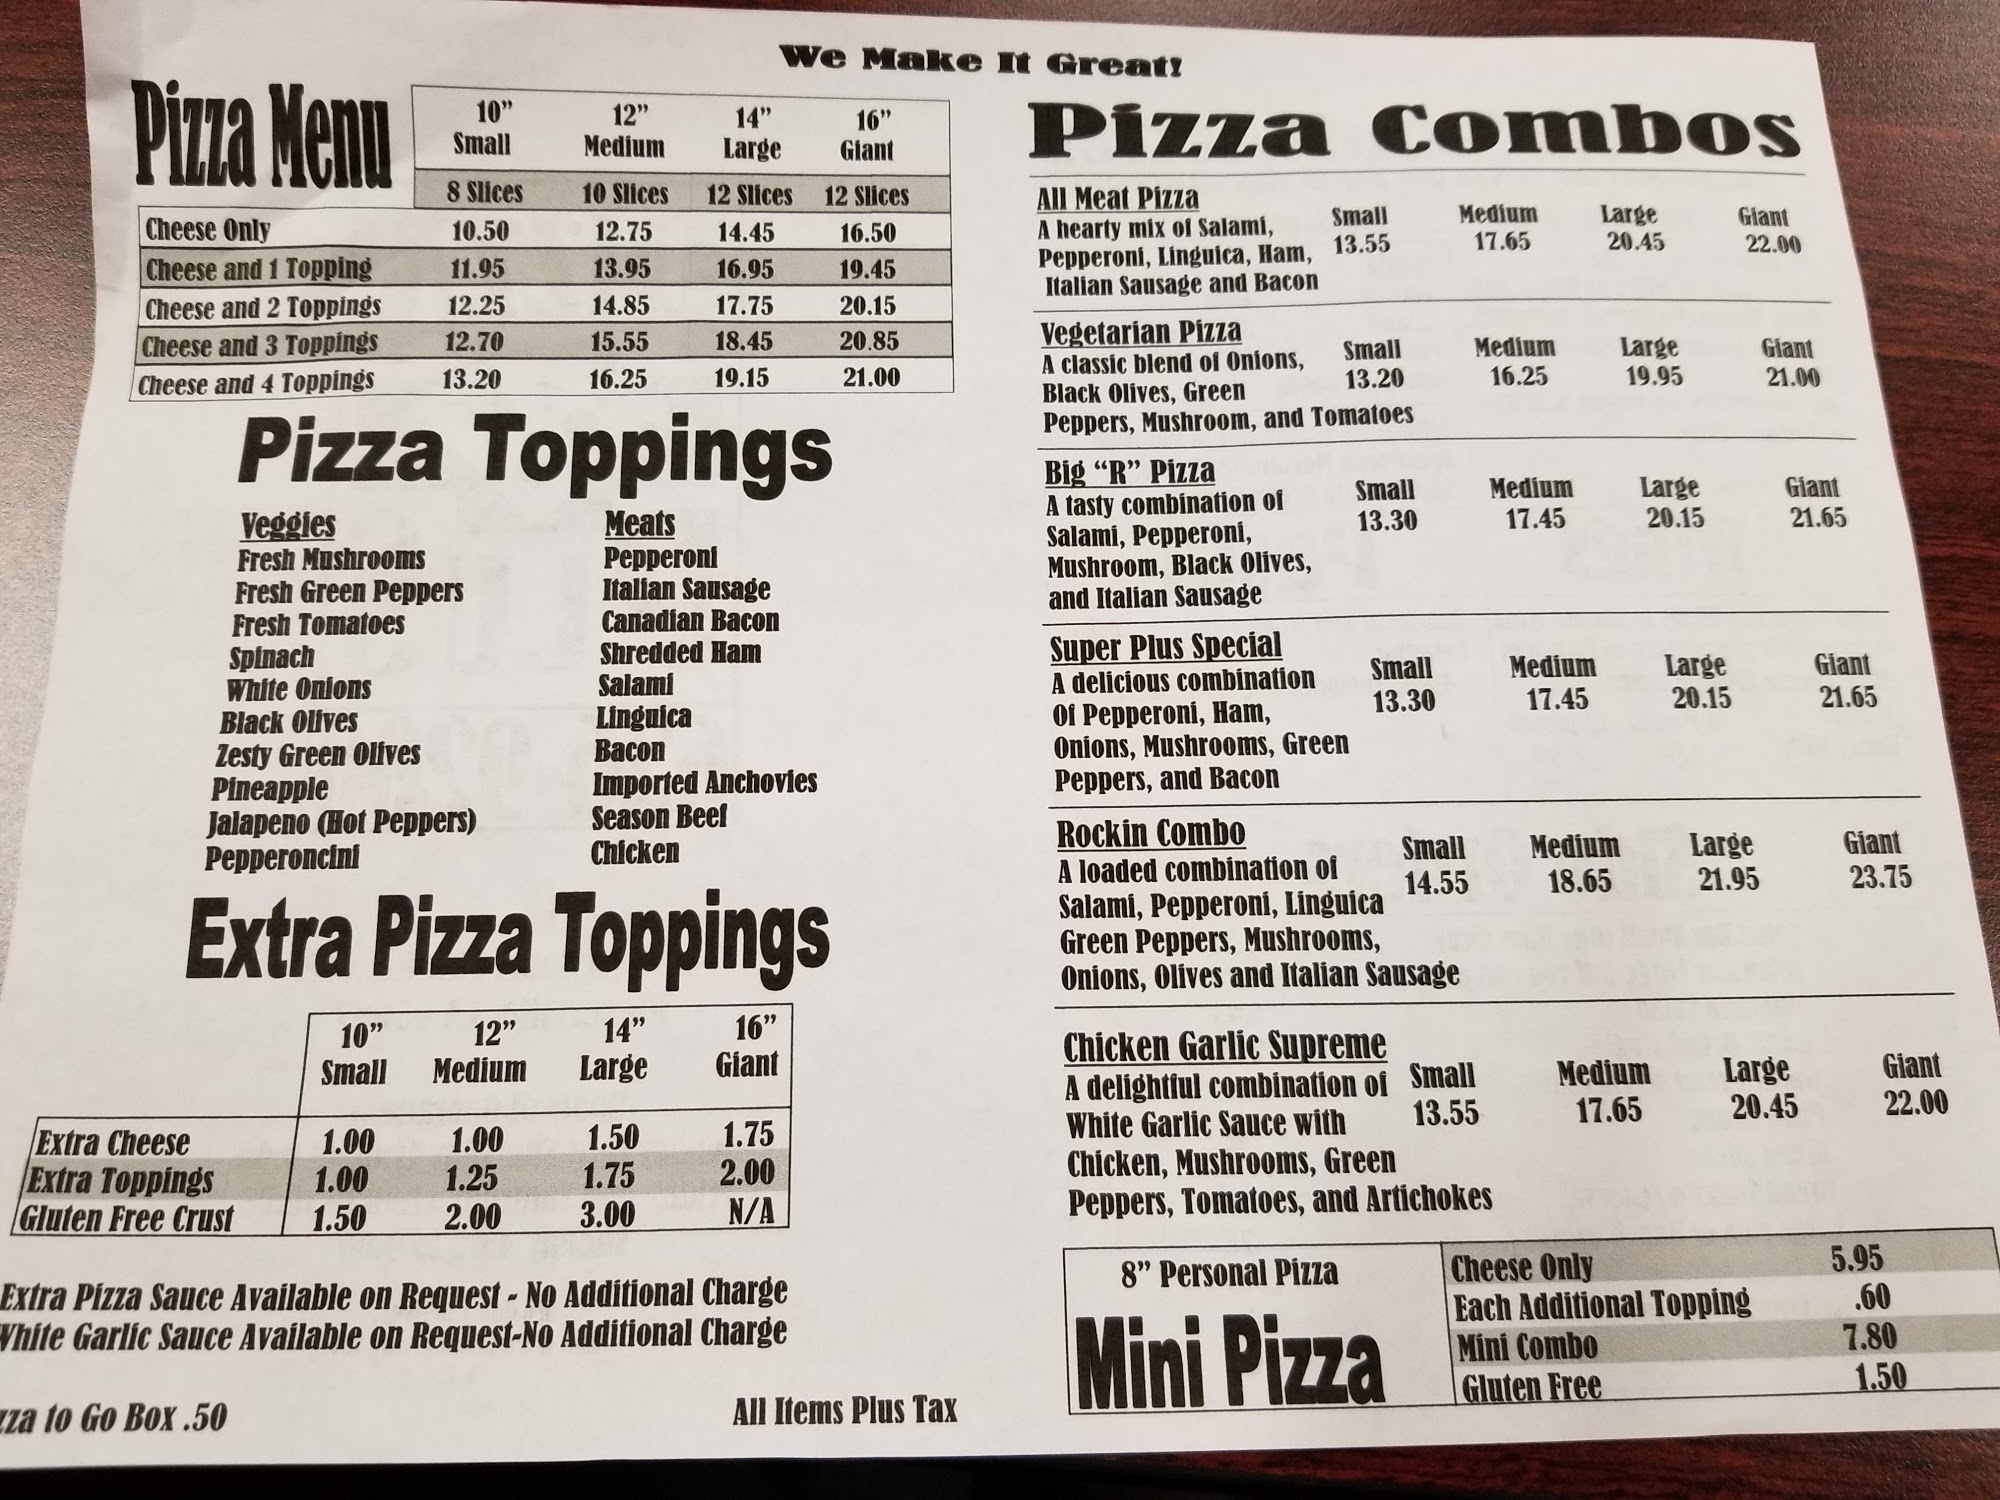 We Make It Great!
Pizza Menu
10" 12" 14" 16"
Small Medium Large Giant
8 Slices 10 Slices 12 Slices 12 Slices
Cheese Only 10.50 12.75 14.45 16.50
Cheese and 1 Topping 11.95 13.95 16.95 19.45
Cheese and 2 Toppings 12.25 14.85 17.75 20.15
Cheese and 3 Toppings 12.70 15.55 18.45 20.85
Cheese and 4 Toppings 13.20 16.25 19.15 21.00
Pizza Toppings
Veggies
Fresh Mushrooms
Fresh Green Peppers
Fresh Tomatoes
Spinach
White Onions
Black Olives
Zesty Green Olives
Pineapple
Jalapeno (Hot Peppers)
Pepperoncini
Meats
Pepperoni
Italian Sausage
Canadian Bacon
Shredded Ham
Salami
Linguica
Bacon
Imported Anchovies
Season Beef
Chicken
Extra Pizza Toppings
10" 12" 14" 16"
Small Medium Large Giant
Extra Cheese 1.00 1.00 1.50 1.75
Extra Toppings 1.00 1.25 1.75 2.00
Gluten Free Crust 1.50 2.00 3.00 N/A
Extra Pizza Sauce Available on Request - No Additional Charge
White Garlic Sauce Available on Request-No Additional Charge
zza to Go Box .50
All Items Plus Tax
Pizza Combos
All Meat Pizza
A hearty mix of Salami,
Pepperoni, Linguica, Ham,
Italian Sausage and Bacon
Small Medium Large Giant
13.55 17.65 20.45 22.00
Vegetarian Pizza
A classic blend of Onions,
Black Olives, Green
Peppers, Mushroom, and Tomatoes
Small Medium Large Giant
13.20 16.25 19.95 21.00
Big “R” Pizza
A tasty combination of
Salami, Pepperoni,
Mushroom, Black Olives,
and Italian Sausage
Small Medium Large Giant
13.30 17.45 20.15 21.65
Super Plus Special
A delicious combination
Of Pepperoni, Ham,
Onions, Mushrooms, Green
Peppers, and Bacon
Small Medium Large Giant
13.30 17.45 20.15 21.65
Rockin Combo
A loaded combination of
Salami, Pepperoni, Linguica
Green Peppers, Mushrooms,
Onions, Olives and Italian Sausage
Small Medium Large Giant
14.55 18.65 21.95 23.75
Chicken Garlic Supreme
A delightful combination of
White Garlic Sauce with
Chicken, Mushrooms, Green
Peppers, Tomatoes, and Artichokes
Small Medium Large Giant
13.55 17.65 20.45 22.00
8" Personal Pizza
Mini Pizza
Cheese Only 5.95
Each Additional Topping .60
Mini Combo 7.80
Gluten Free 1.50